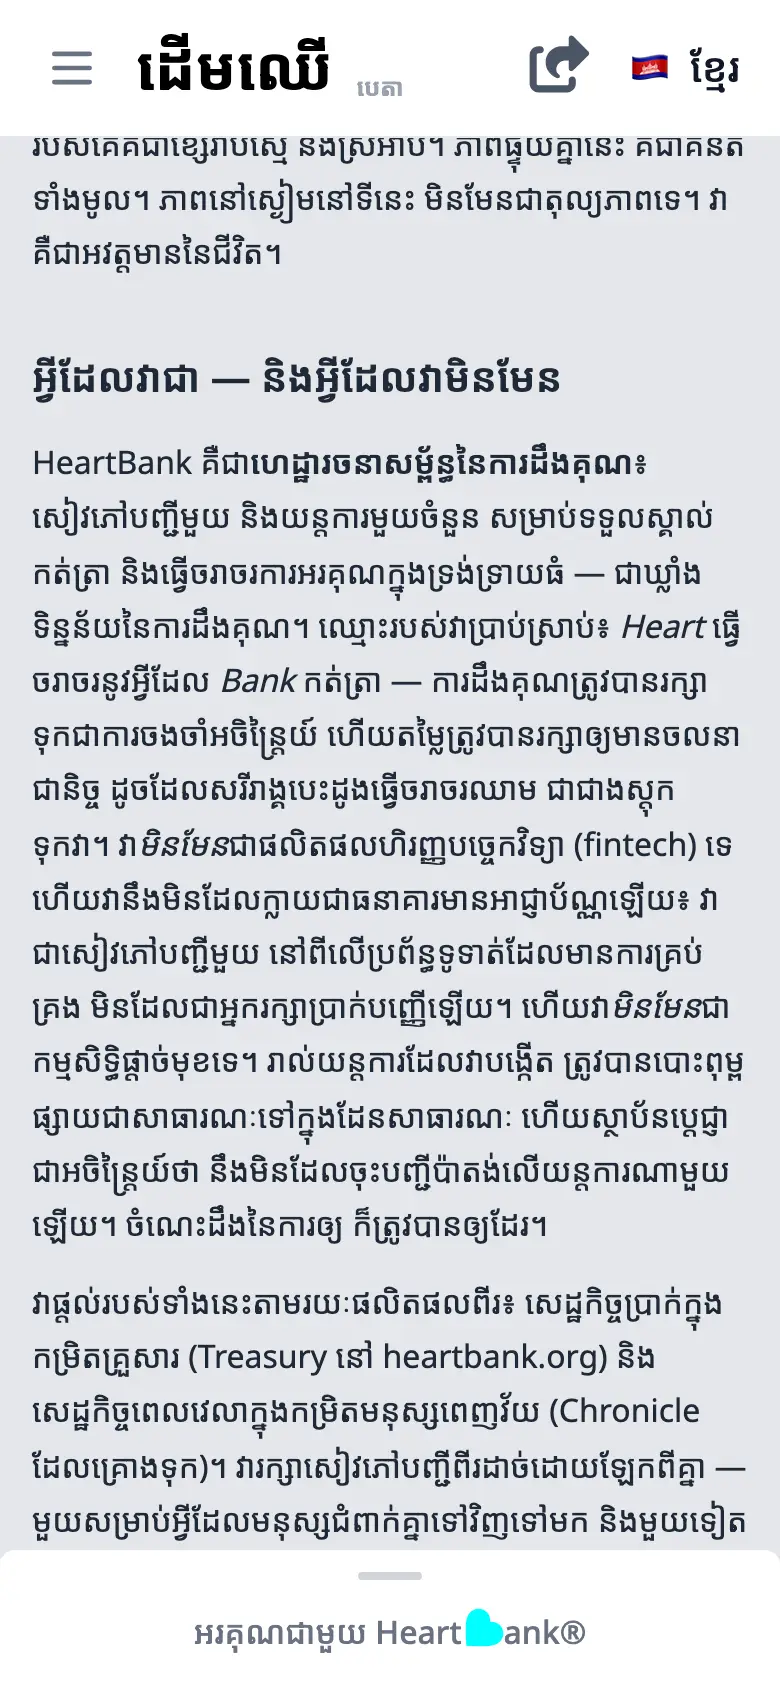 ដើមឈើ បេតា ខ្មែរ
របស់គេគឺជាខ្សែរាបស្មើ និងស្រអាប់។ ភាពផ្ទុយគ្នានេះ គឺជាគំនិត
ទាំងមូល។ ភាពនៅស្ងៀមនៅទីនេះ មិនមែនជាតុល្យភាពទេ។ វា
គឺជាអវត្តមាននៃជីវិត។
អ្វីដែលវាជា — និងអ្វីដែលវាមិនមែន
HeartBank គឺជាហេដ្ឋារចនាសម្ព័ន្ធនៃការដឹងគុណ៖
សៀវភៅបញ្ជីមួយ និងយន្តការមួយចំនួន សម្រាប់ទទួលស្គាល់
កត់ត្រា និងធ្វើចរាចរការអរគុណក្នុងទ្រង់ទ្រាយធំ — ជាឃ្លាំង
ទិន្នន័យនៃការដឹងគុណ។ ឈ្មោះរបស់វាប្រាប់ស្រាប់៖ Heart ធ្វើ
ចរាចរនូវអ្វីដែល Bank កត់ត្រា — ការដឹងគុណត្រូវបានរក្សា
ទុកជាការចងចាំអចិន្ត្រៃយ៍ ហើយតម្លៃត្រូវបានរក្សាឲ្យមានចលនា
ជានិច្ច ដូចដែលសរីរាង្គបេះដូងធ្វើចរាចរឈាម ជាជាងស្តុក
ទុកវា។ វាមិនមែនជាផលិតផលហិរញ្ញបច្ចេកវិទ្យា (fintech) ទេ
ហើយវានឹងមិនដែលក្លាយជាធនាគារមានអាជ្ញាប័ណ្ណឡើយ៖ វា
ជាសៀវភៅបញ្ជីមួយ នៅពីលើប្រព័ន្ធទូទាត់ដែលមានការគ្រប់
គ្រង មិនដែលជាអ្នករក្សាប្រាក់បញ្ញើឡើយ។ ហើយវាមិនមែនជា
កម្មសិទ្ធិផ្តាច់មុខទេ។ រាល់យន្តការដែលវាបង្កើត ត្រូវបានបោះពុម្ព
ផ្សាយជាសាធារណៈទៅក្នុងដែនសាធារណៈ ហើយស្ថាប័នប្តេជ្ញា
ជាអចិន្ត្រៃយ៍ថា នឹងមិនដែលចុះបញ្ជីប៉ាតង់លើយន្តការណាមួយ
ឡើយ។ ចំណេះដឹងនៃការឲ្យ ក៏ត្រូវបានឲ្យដែរ។
វាផ្តល់របស់ទាំងនេះតាមរយៈផលិតផលពីរ៖ សេដ្ឋកិច្ចប្រាក់ក្នុង
កម្រិតគ្រួសារ (Treasury នៅ heartbank.org) និង
សេដ្ឋកិច្ចពេលវេលាក្នុងកម្រិតមនុស្សពេញវ័យ (Chronicle
ដែលគ្រោងទុក)។ វារក្សាសៀវភៅបញ្ជីពីរដាច់ដោយឡែកពីគ្នា —
មួយសម្រាប់អ្វីដែលមនុស្សជំពាក់គ្នាទៅវិញទៅមក និងមួយទៀត
អរគុណជាមួយ HeartBank®